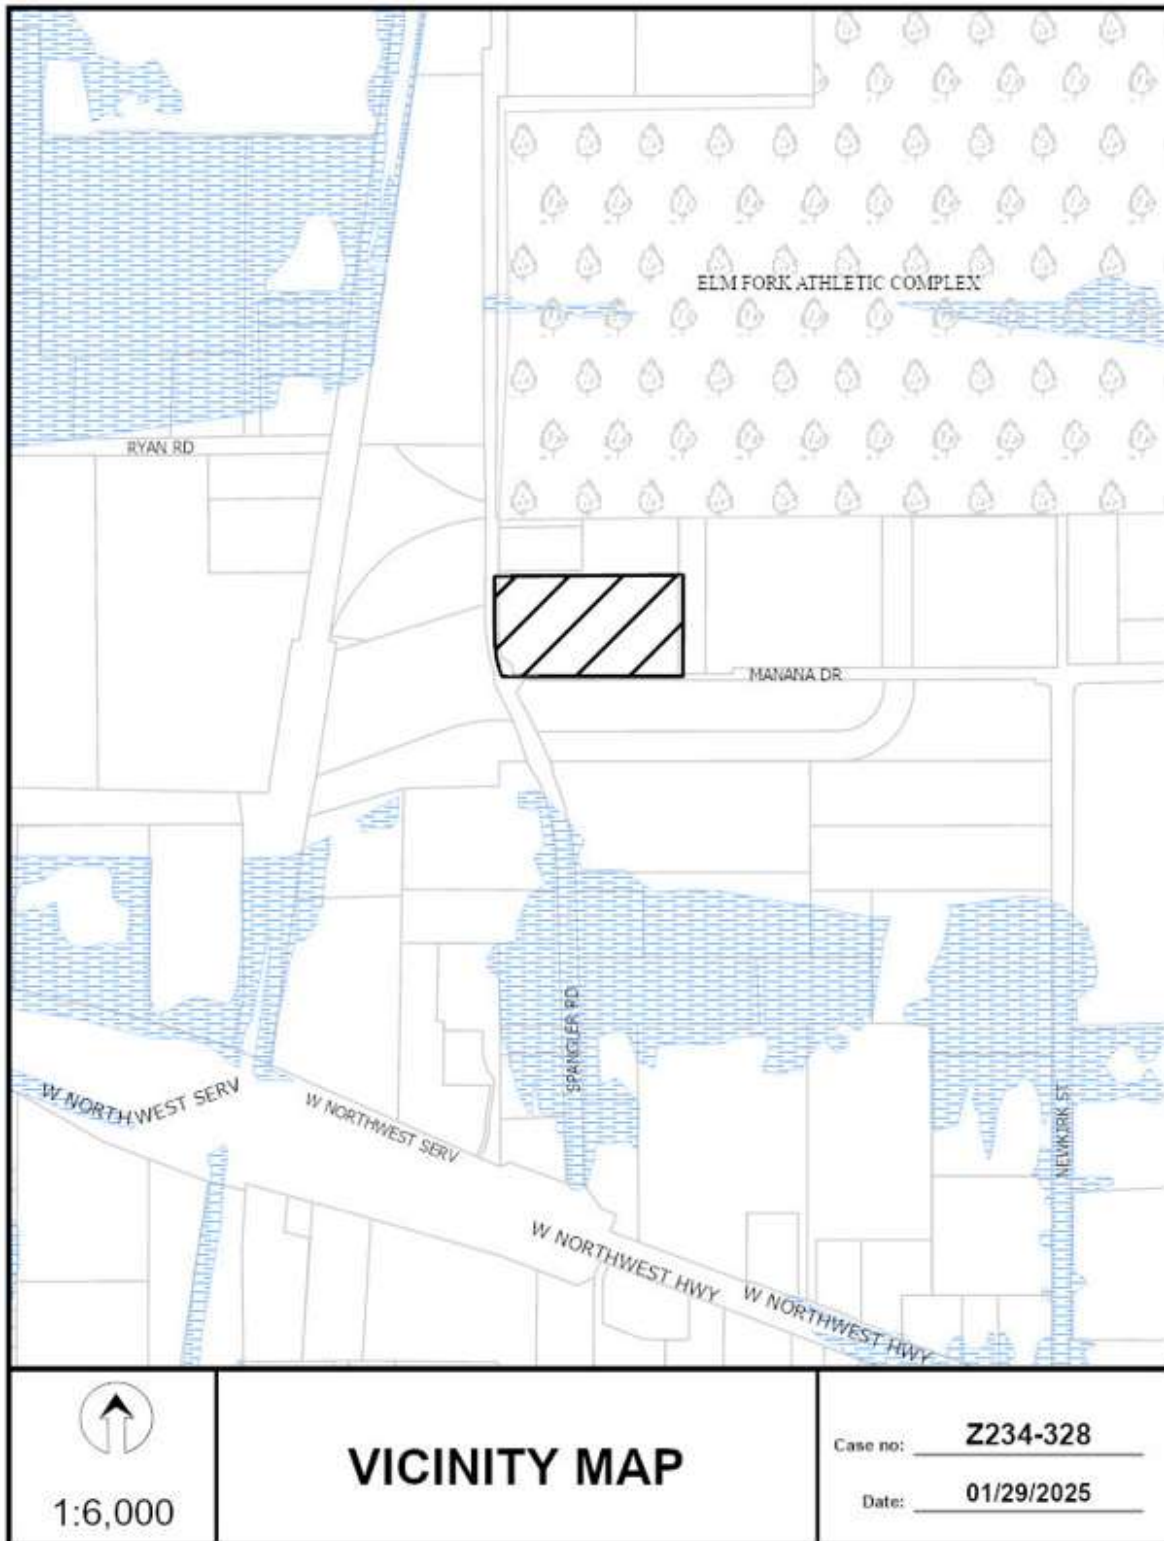 ELM FORK ATHLETIC COMPLEX
RYAN RD
MANANA DR
SPANGLER RD
W NORTHWEST SERV
W NORTHWEST SERV
NEWKIRK ST
W NORTHWEST HWY
W NORTHWEST HWY
1:6,000
VICINITY MAP
Case no: Z234-328
Date: 01/29/2025